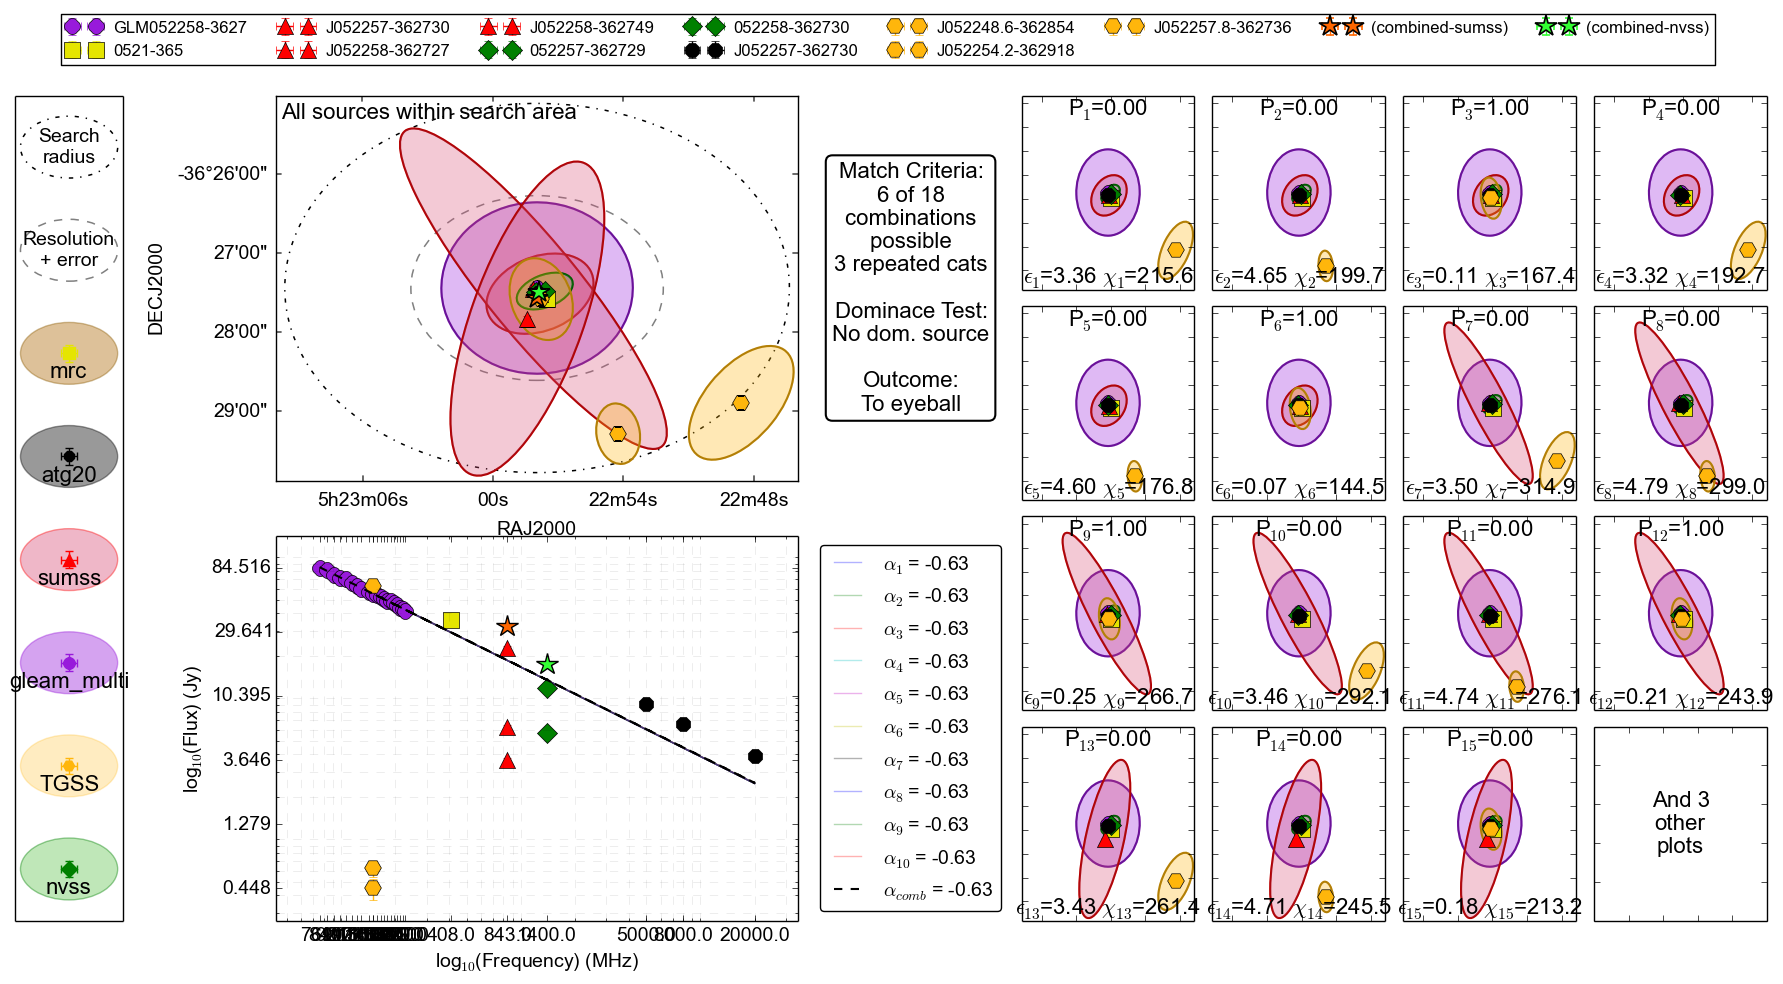 GLM052258-3627 J052257-362730 J052258-362749 052258-362730 J052248.6-362854 J052257.8-362736 (combined-sumss) (combined-nvss)
0521-365 J052258-362727 052257-362729 J052257-362730 J052254.2-362918
Search
radius
Resolution
+ error
mrc
atg20
sumss
gleam_multi
TGSS
nvss
All sources within search area
DECJ2000
-36°26'00"
27'00"
28'00"
29'00"
5h23m06s 00s 22m54s 22m48s
RAJ2000
Match Criteria:
6 of 18
combinations
possible
3 repeated cats
Dominace Test:
No dom. source
Outcome:
To eyeball
log10(Flux) (Jy)
84.516
29.641
10.395
3.646
1.279
0.448
408.0 843.0 1400.0 5000.0 8000.0 20000.0
log10(Frequency) (MHz)
α1 = -0.63
α2 = -0.63
α3 = -0.63
α4 = -0.63
α5 = -0.63
α6 = -0.63
α7 = -0.63
α8 = -0.63
α9 = -0.63
α10 = -0.63
αcomb = -0.63
P1=0.00 P2=0.00 P3=1.00 P4=0.00
ϵ1=3.36 χ1=215.6 ϵ2=4.65 χ2=199.7 ϵ3=0.11 χ3=167.4 ϵ4=3.32 χ4=192.7
P5=0.00 P6=1.00 P7=0.00 P8=0.00
ϵ5=4.60 χ5=176.8 ϵ6=0.07 χ6=144.5 ϵ7=3.50 χ7=314.9 ϵ8=4.79 χ8=299.0
P9=1.00 P10=0.00 P11=0.00 P12=1.00
ϵ9=0.25 χ9=266.7 ϵ10=3.46 χ10=292.1 ϵ11=4.74 χ11=276.1 ϵ12=0.21 χ12=243.9
P13=0.00 P14=0.00 P15=0.00
ϵ13=3.43 χ13=261.4 ϵ14=4.71 χ14=245.5 ϵ15=0.18 χ15=213.2
And 3
other
plots